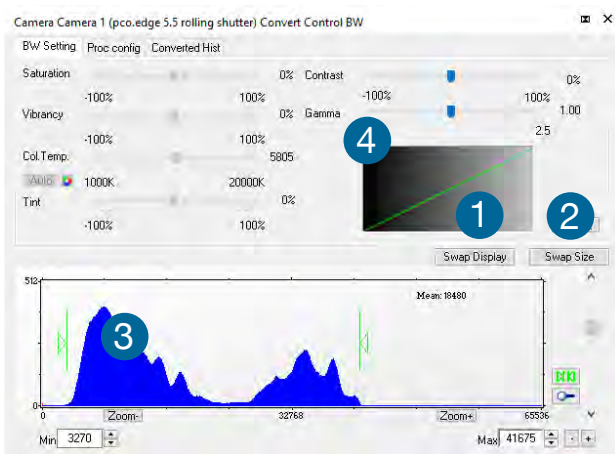 Camera Camera 1 (pco.edge 5.5 rolling shutter) Convert Control BW
BW Setting Proc config Converted Hist
Saturation 0% Contrast 0%
-100% 100% -100% 100%
Vibrancy 0% Gamma 1.00
-100% 100% 2.5
Col.Temp. 5805
4
Auto 1000K 20000K
Tint 0%
-100% 100%
1 2
Swap Display Swap Size
512
Mean: 18480
3
0
0 Zoom- 32768 Zoom+ 65536
Min 3270 Max 41675 - +